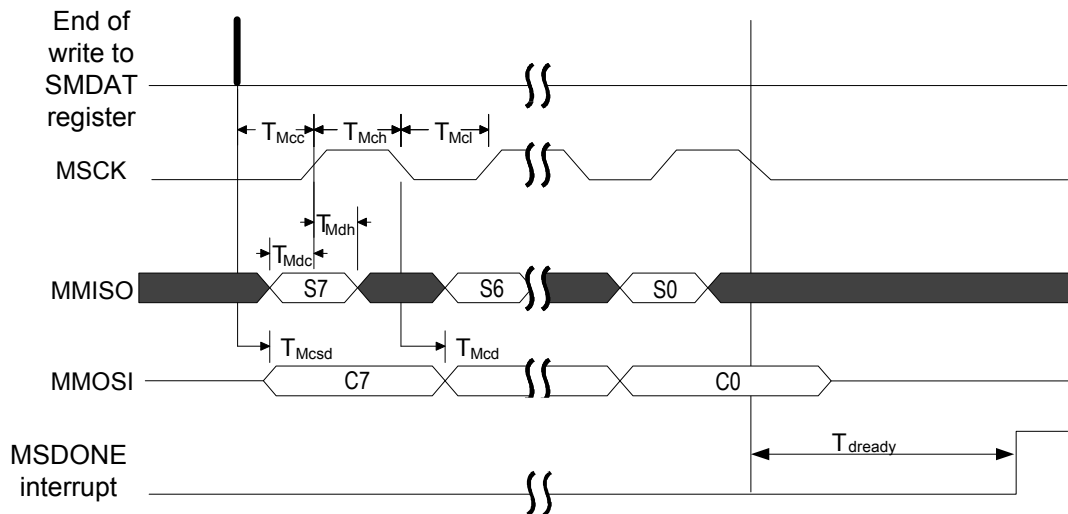 End of
write to
SMDAT
register
TMcc
TMch
TMcl
MSCK
TMdh
TMdc
MMISO
S7
S6
S0
TMcsd
TMcd
MMOSI
C7
C0
MSDONE
interrupt
Tdready